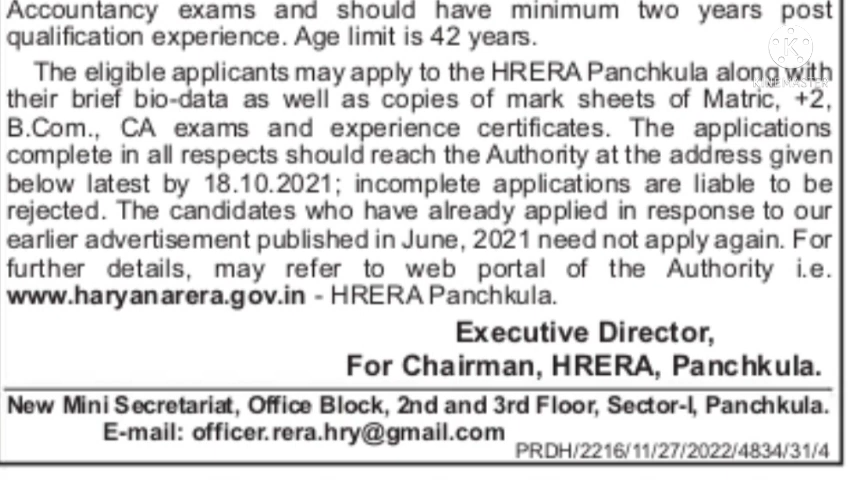 Accountancy exams and should have minimum two years post
qualification experience. Age limit is 42 years.
The eligible applicants may apply to the HRERA Panchkula along with
their brief bio-data as well as copies of mark sheets of Matric, +2,
B.Com., CA exams and experience certificates. The applications
complete in all respects should reach the Authority at the address given
below latest by 18.10.2021; incomplete applications are liable to be
rejected. The candidates who have already applied in response to our
earlier advertisement published in June, 2021 need not apply again. For
further details, may refer to web portal of the Authority i.e.
www.haryanarera.gov.in - HRERA Panchkula.
Executive Director,
For Chairman, HRERA, Panchkula.
New Mini Secretariat, Office Block, 2nd and 3rd Floor, Sector-I, Panchkula.
E-mail: officer.rera.hry@gmail.com
PRDH/2216/11/27/2022/4834/31/4
KINEMASTER